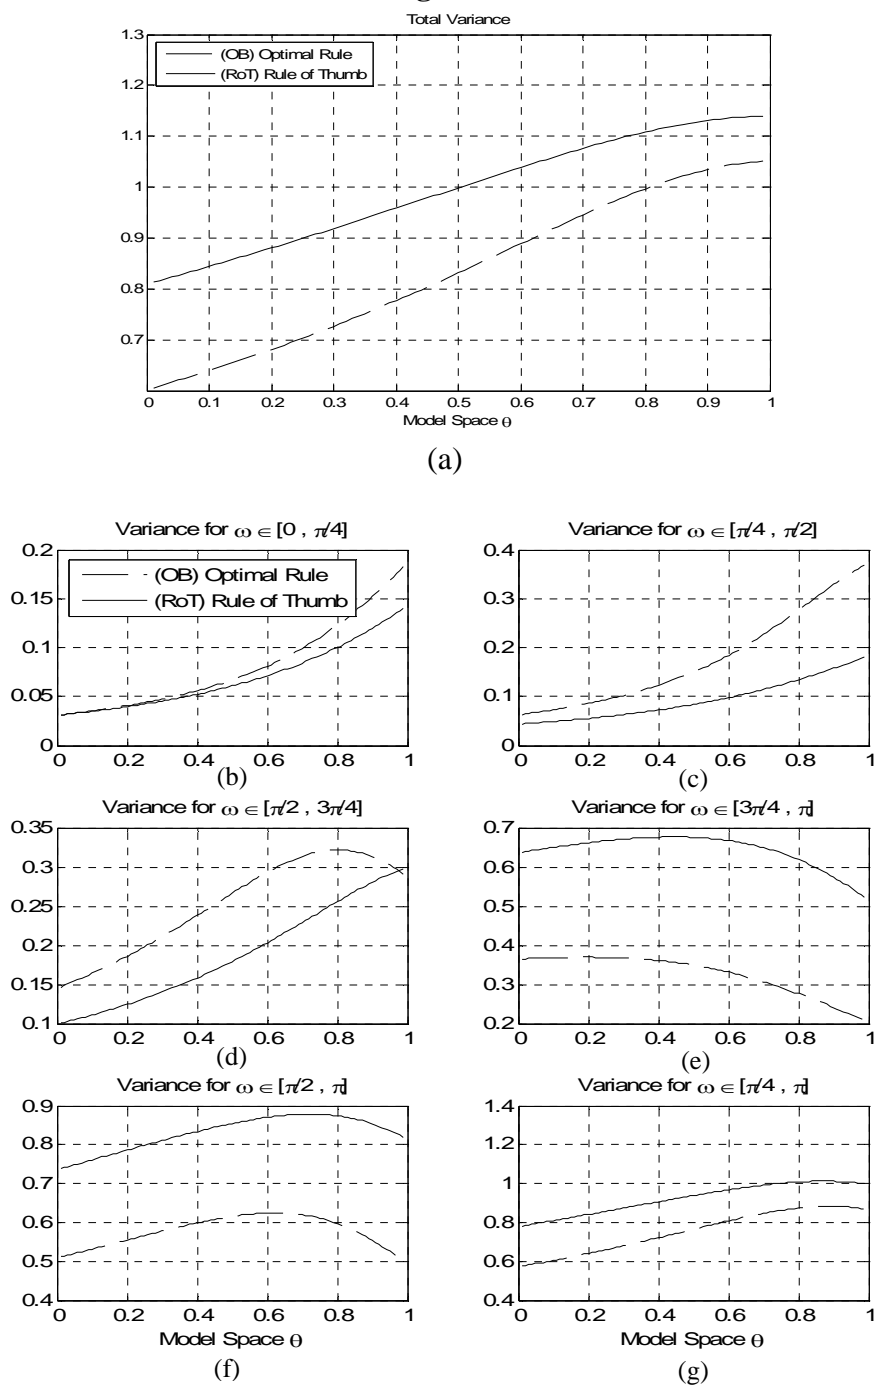 Total Variance
1.3
1.2
1.1
1
0.9
0.8
0.7
(OB) Optimal Rule
(RoT) Rule of Thumb
0 0.1 0.2 0.3 0.4 0.5 0.6 0.7 0.8 0.9 1
Model Space θ
(a)
Variance for ω ∈ [0 , π/4]
0.2
0.15
0.1
0.05
0
(OB) Optimal Rule
(RoT) Rule of Thumb
0 0.2 0.4 0.6 0.8 1
(b)
Variance for ω ∈ [π/4 , π/2]
0.4
0.3
0.2
0.1
0
0 0.2 0.4 0.6 0.8 1
(c)
Variance for ω ∈ [π/2 , 3π/4]
0.35
0.3
0.25
0.2
0.15
0.1
0 0.2 0.4 0.6 0.8 1
(d)
Variance for ω ∈ [3π/4 , π]
0.7
0.6
0.5
0.4
0.3
0.2
0 0.2 0.4 0.6 0.8 1
(e)
Variance for ω ∈ [π/2 , π]
0.9
0.8
0.7
0.6
0.5
0.4
0 0.2 0.4 0.6 0.8 1
Model Space θ
(f)
Variance for ω ∈ [π/4 , π]
1.4
1.2
1
0.8
0.6
0.4
0 0.2 0.4 0.6 0.8 1
Model Space θ
(g)